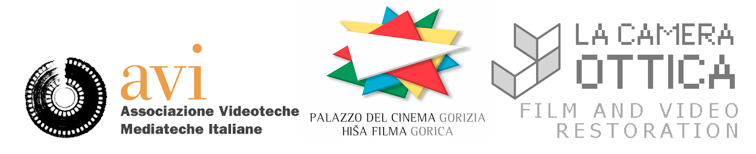 avi
Associazione Videoteche
Mediateche Italiane
PALAZZO DEL CINEMA GORIZIA
HIŠA FILMA GORICA
LA CAMERA
OTTICA
FILM AND VIDEO
RESTORATION